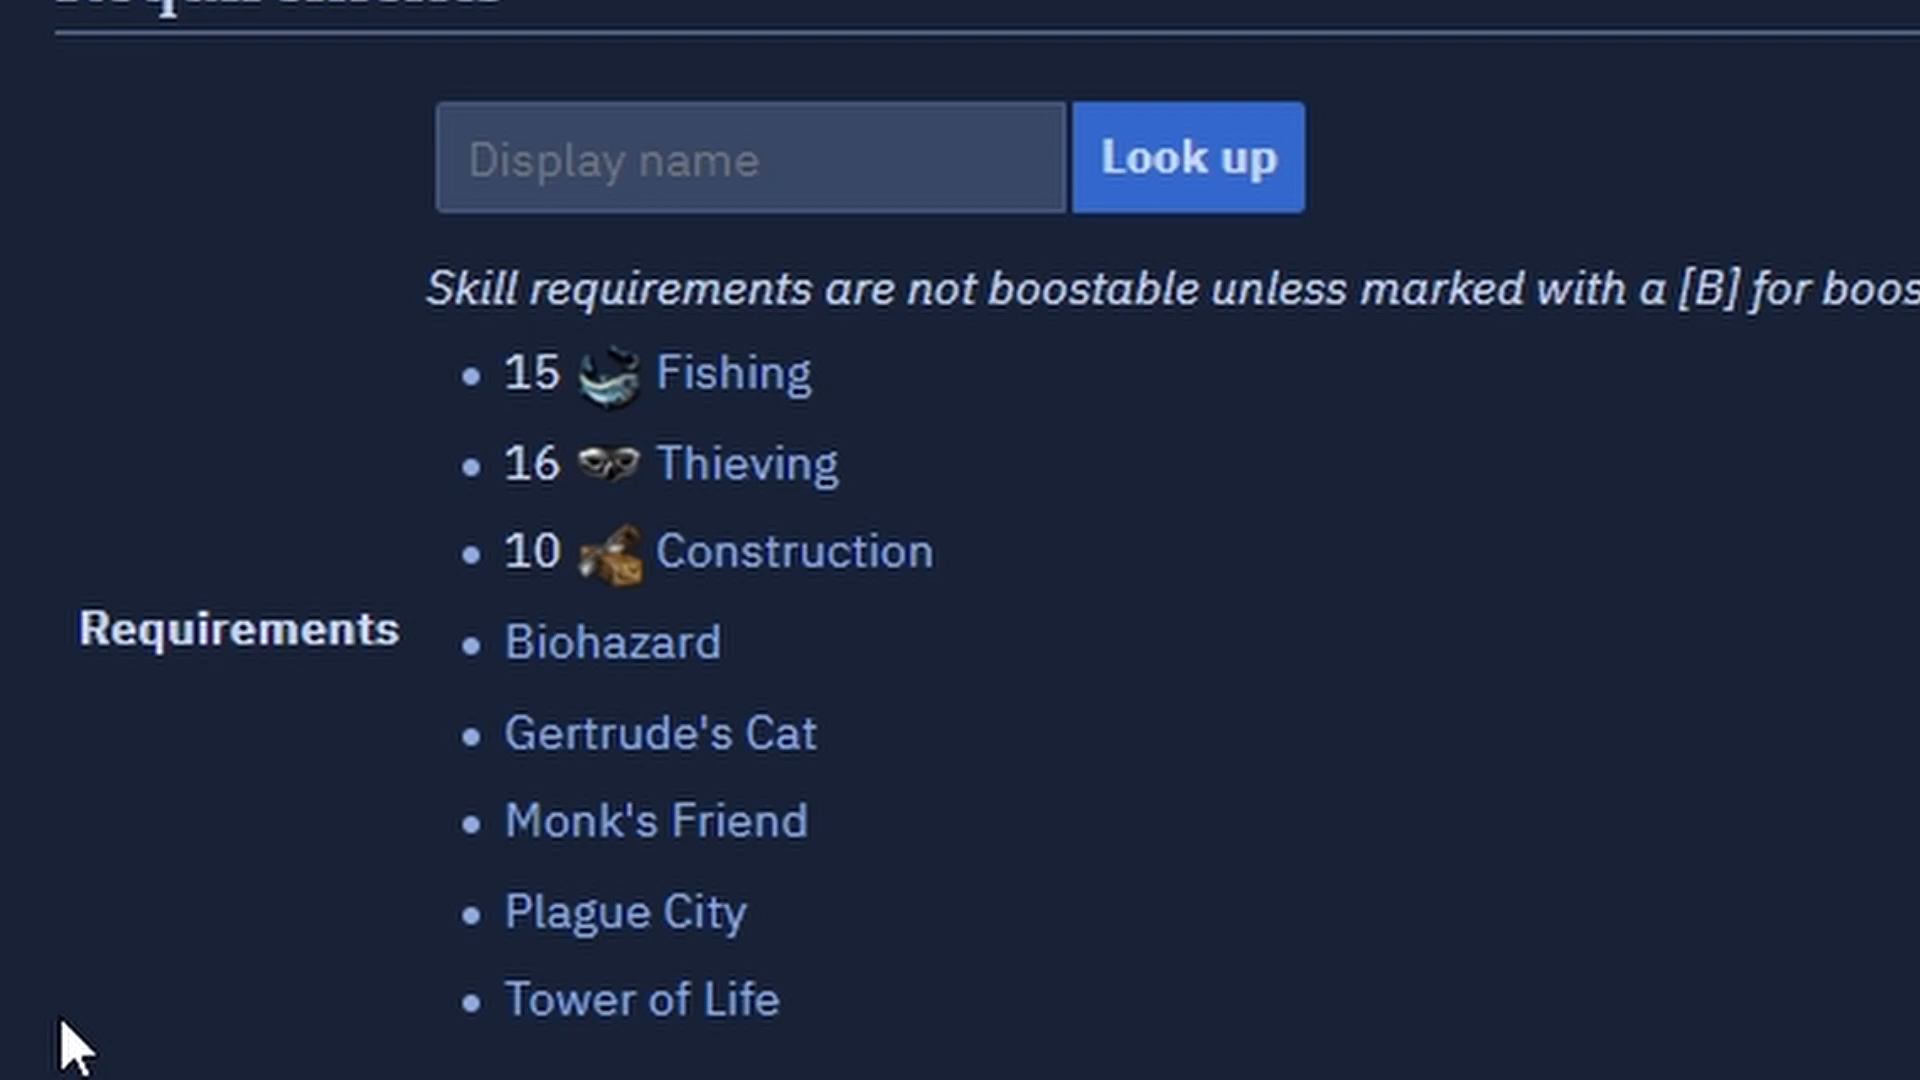 Requirements
Display name
Look up
Skill requirements are not boostable unless marked with a [B] for boos
15 Fishing
16 Thieving
10 Construction
Requirements
Biohazard
Gertrude's Cat
Monk's Friend
Plague City
Tower of Life